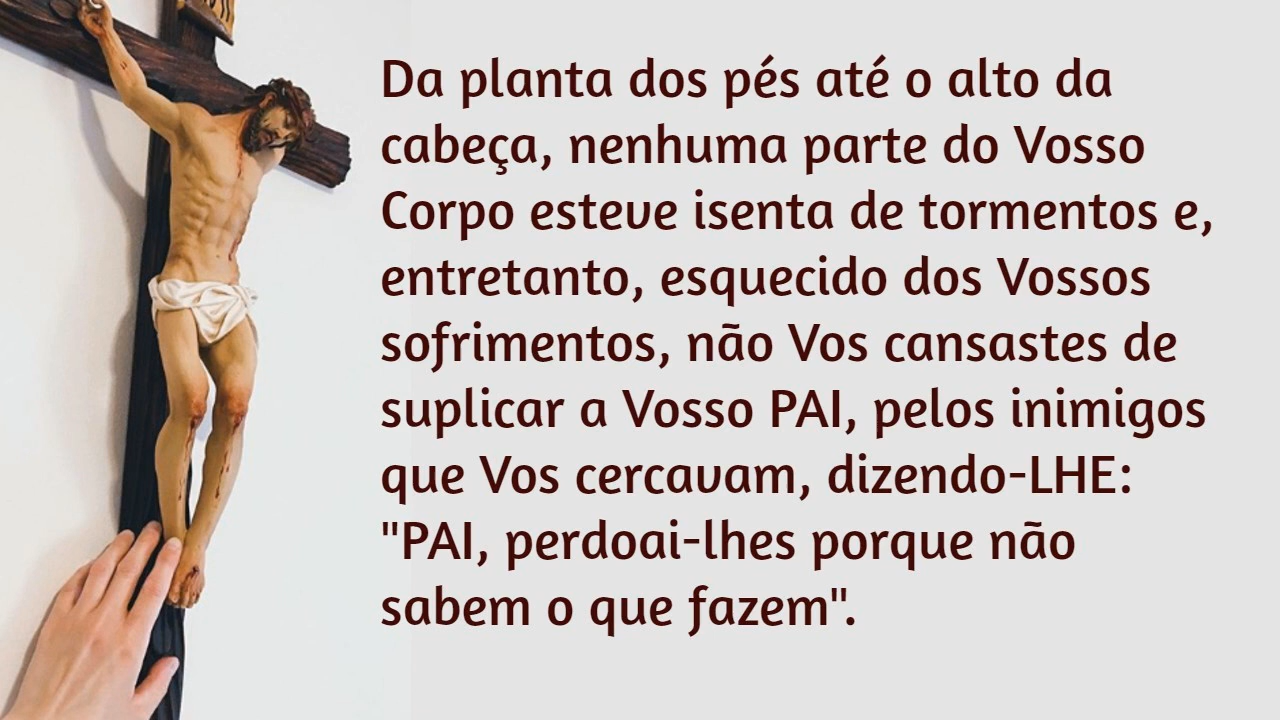 Da planta dos pés até o alto da
cabeça, nenhuma parte do Vosso
Corpo esteve isenta de tormentos e,
entretanto, esquecido dos Vossos
sofrimentos, não Vos cansastes de
suplicar a Vosso PAI, pelos inimigos
que Vos cercavam, dizendo-LHE:
"PAI, perdoai-lhes porque não
sabem o que fazem".